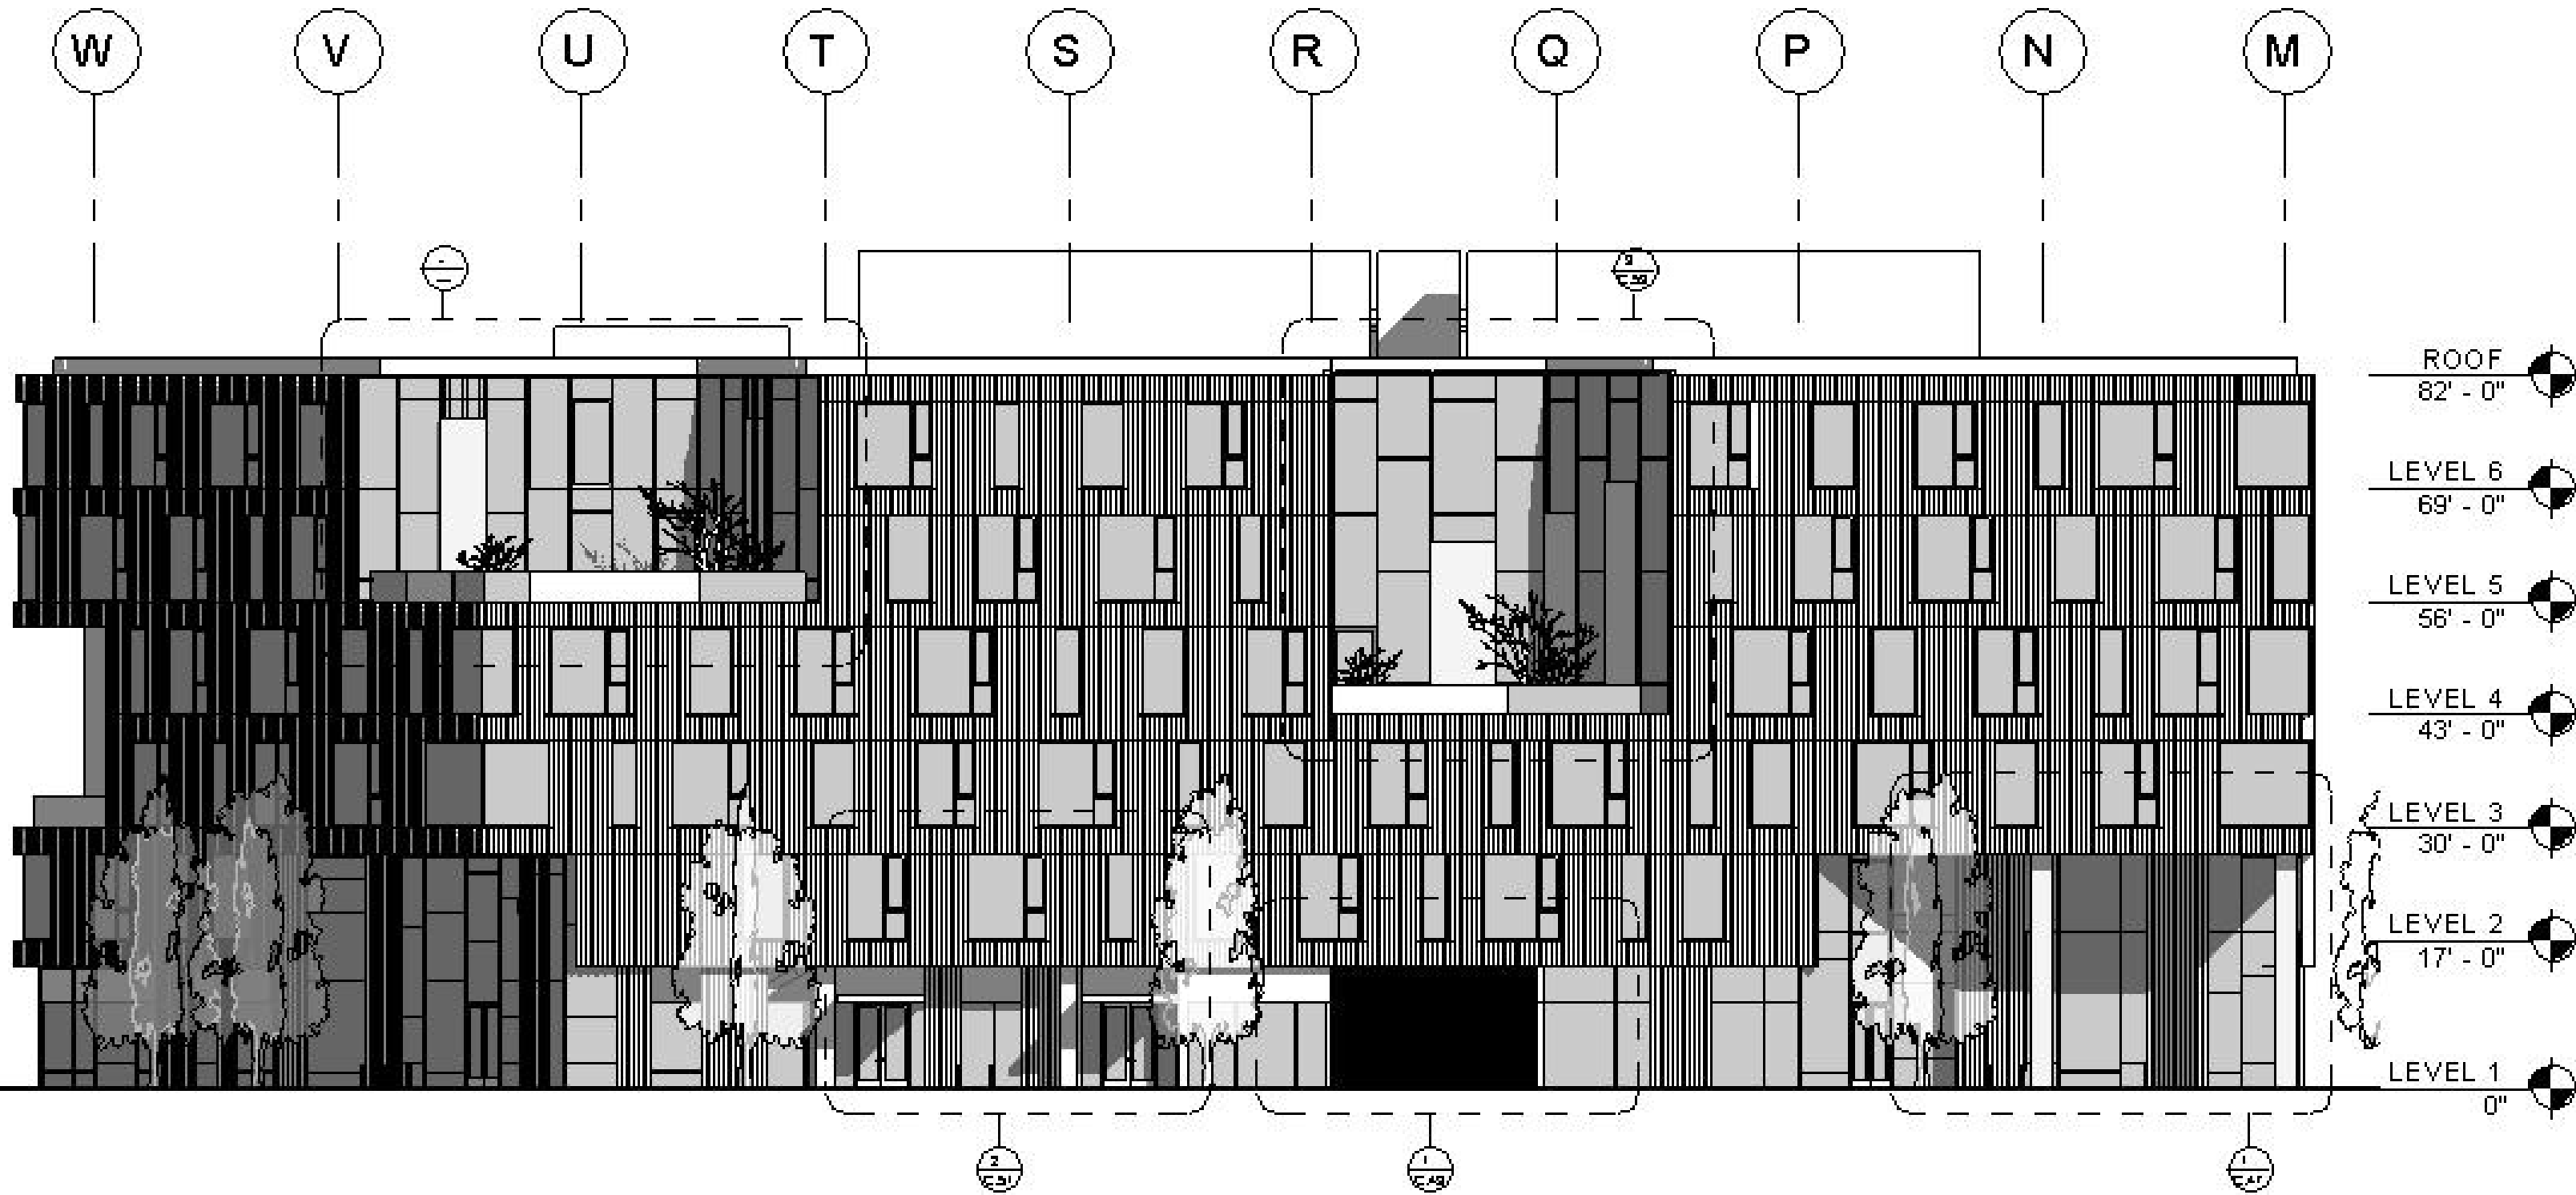 W V U T S R Q P N M
ROOF
82' - 0"
LEVEL 6
69' - 0"
LEVEL 5
56' - 0"
LEVEL 4
43' - 0"
LEVEL 3
30' - 0"
LEVEL 2
17' - 0"
LEVEL 1
0"